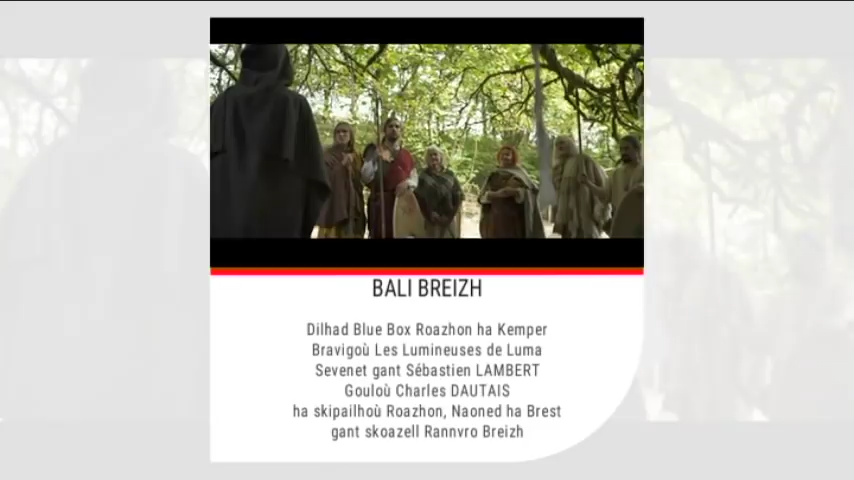 BALI BREIZH
Dilhad Blue Box Roazhon ha Kemper
Bravigoù Les Lumineuses de Luma
Sevenet gant Sébastien LAMBERT
Gouloù Charles DAUTAIS
ha skipailhoù Roazhon, Naoned ha Brest
gant skoazell Rannvro Breizh